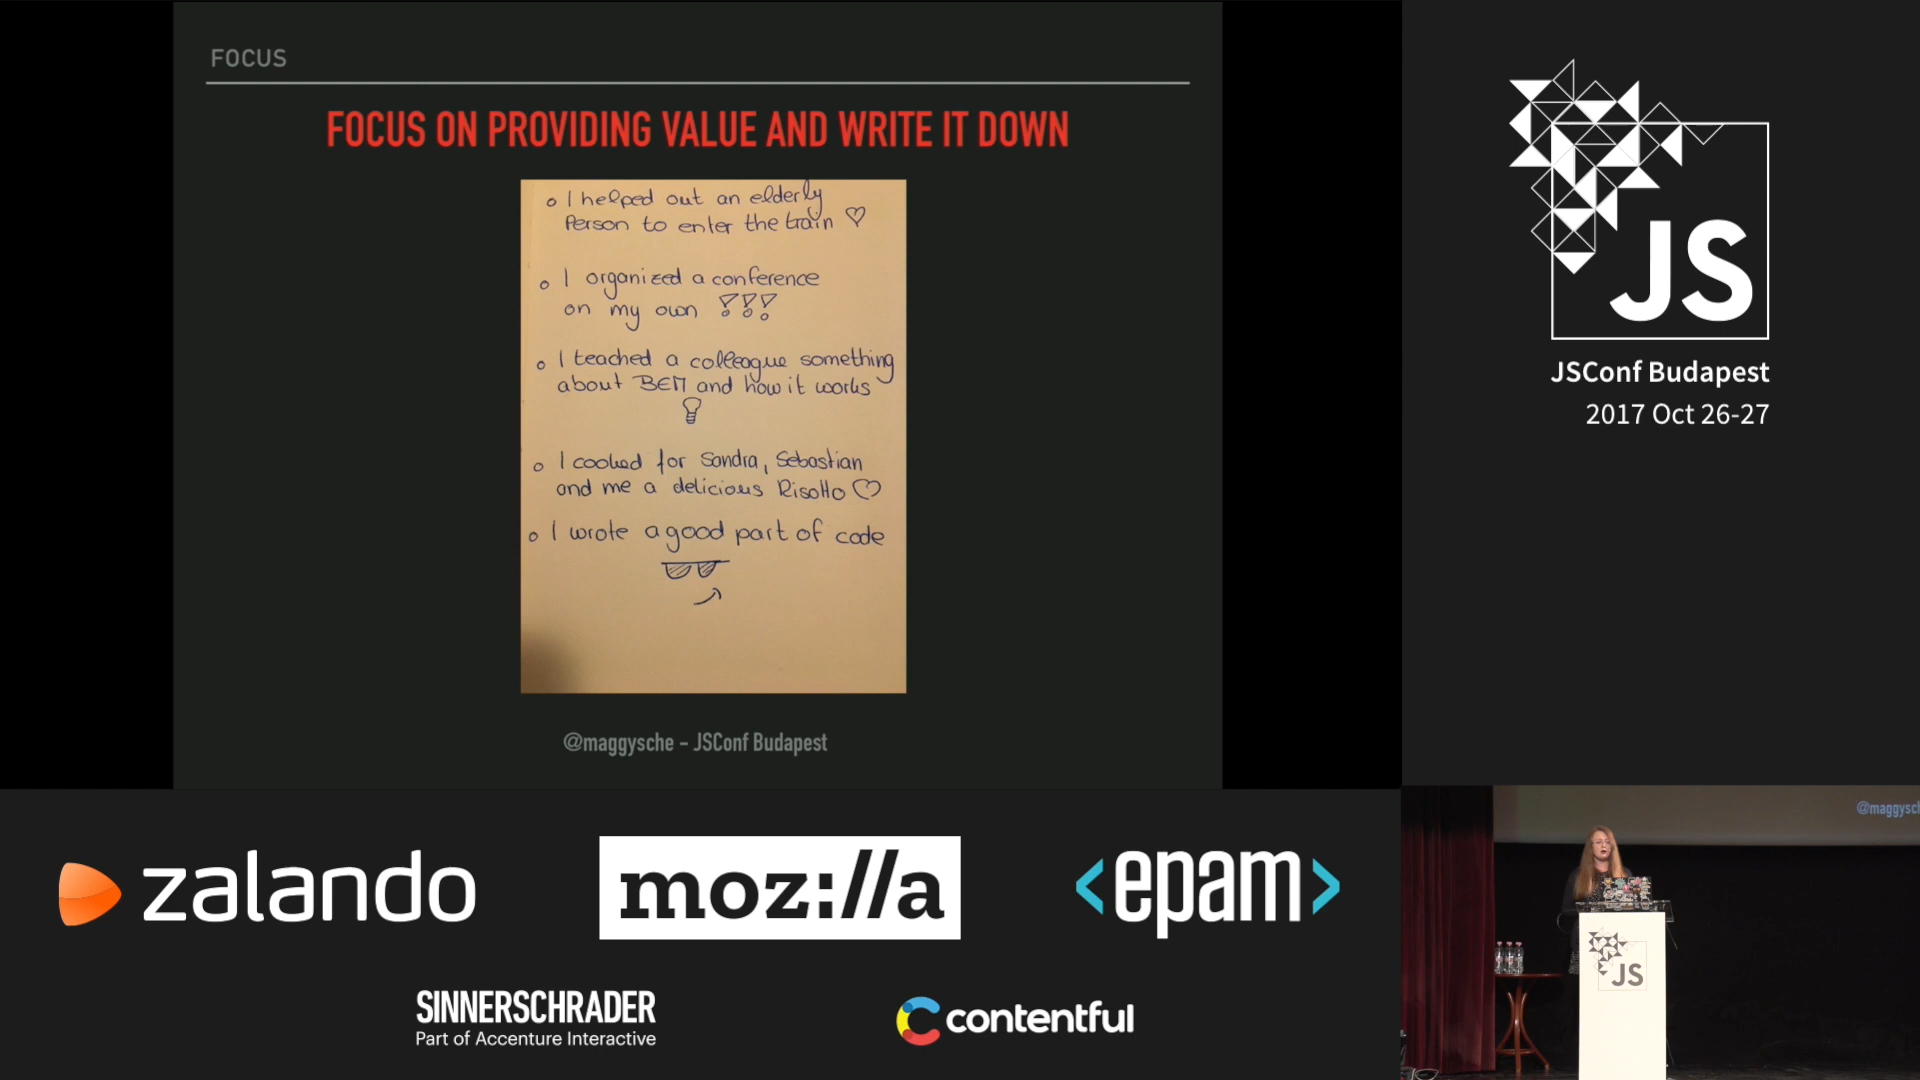 FOCUS
FOCUS ON PROVIDING VALUE AND WRITE IT DOWN
I helped out an elderly
Person to enter the train
I organized a conference
on my own !!!
I teached a colleague something
about BEM and how it works
I cooked for Sandra, Sebastian
and me a delicious Risotto
I wrote a good part of code
@maggysche - JSConf Budapest
JS
JSConf Budapest
2017 Oct 26-27
zalando
moz://a
<epam>
SINNERSCHRADER
Part of Accenture Interactive
contentful
@maggysch
JS